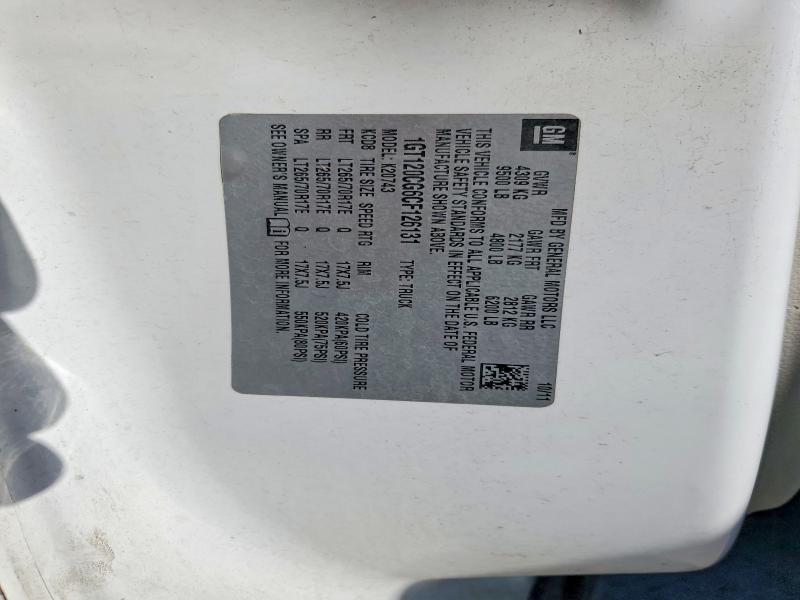 GM ®
MFD BY GENERAL MOTORS LLC 10/11
GVWR GAWR FRT GAWR RR
4309 KG 2177 KG 2812 KG
9500 LB 4800 LB 6200 LB
THIS VEHICLE CONFORMS TO ALL APPLICABLE U.S. FEDERAL MOTOR
VEHICLE SAFETY STANDARDS IN EFFECT ON THE DATE OF
MANUFACTURE SHOWN ABOVE.
1GT120CG6CF126131 TYPE: TRUCK
MODEL: K20743
KCD8 TIRE SIZE SPEED RTG RIM COLD TIRE PRESSURE
FRT LT265/70R17E Q 17X7.5J 420KPA(60PSI)
RR LT265/70R17E Q 17X7.5J 520KPA(75PSI)
SPA LT265/70R17E Q 17X7.5J 550KPA(80PSI)
SEE OWNER'S MANUAL FOR MORE INFORMATION.